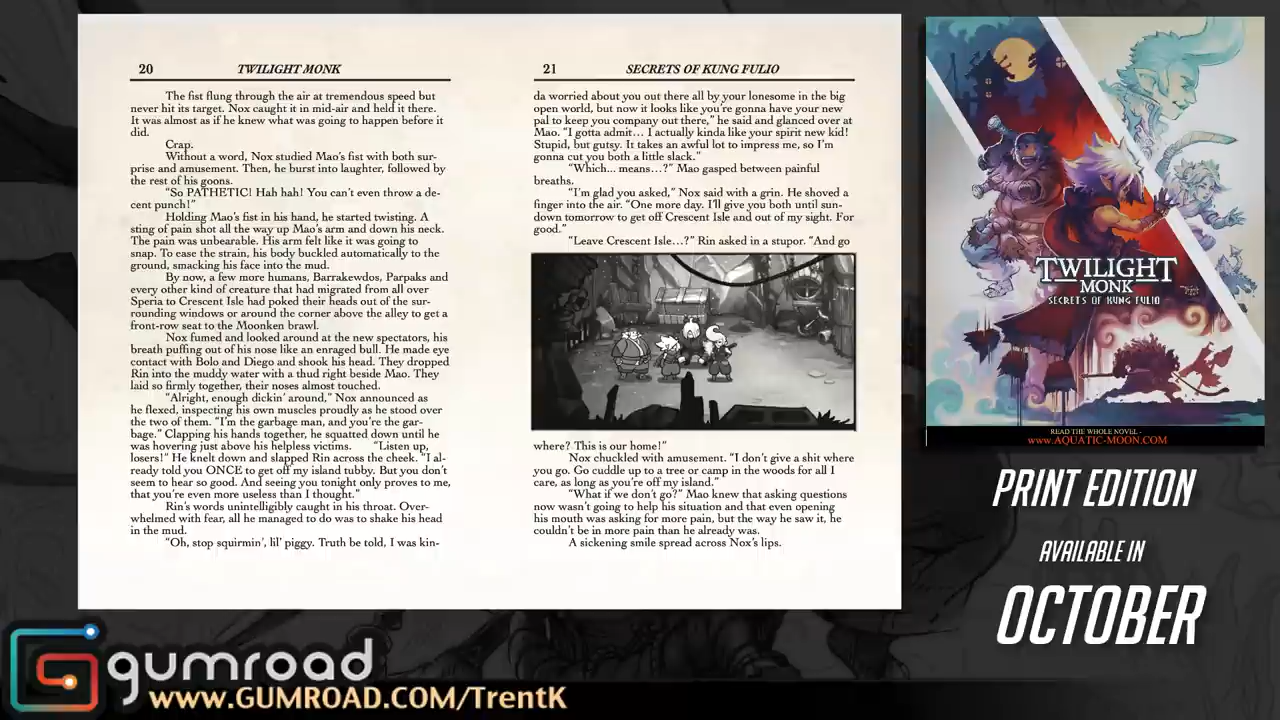 20 TWILIGHT MONK
The fist flung through the air at tremendous speed but
never hit its target. Nox caught it in mid-air and held it there.
It was almost as if he knew what was going to happen before it
did.
Crap.
Without a word, Nox studied Mao's fist with both sur-
prise and amusement. Then, he burst into laughter, followed by
the rest of his goons.
"So PATHETIC! Hah hah! You can't even throw a de-
cent punch!"
Holding Mao's fist in his hand, he started twisting. A
sting of pain shot all the way up Mao's arm and down his neck.
The pain was unbearable. His arm felt like it was going to
snap. To ease the strain, his body buckled automatically to the
ground, smacking his face into the mud.
By now, a few more humans, Barrakewdos, Parpaks and
every other kind of creature that had migrated from all over
Speria to Crescent Isle had poked their heads out of the sur-
rounding windows or around the corner above the alley to get a
front-row seat to the Moonken brawl.
Nox fumed and looked around at the new spectators, his
breath puffing out of his nose like an enraged bull. He made eye
contact with Bolo and Diego and shook his head. They dropped
Rin into the muddy water with a thud right beside Mao. They
laid so firmly together, their noses almost touched.
"Alright, enough dickin' around," Nox announced as
he flexed, inspecting his own muscles proudly as he stood over
the two of them. "I'm the garbage man, and you're the gar-
bage." Clapping his hands together, he squatted down until he
was hovering just above his helpless victims. "Listen up,
losers!" He knelt down and slapped Rin across the cheek. "I al-
ready told you ONCE to get off my island tubby. But you don't
seem to hear so good. And seeing you tonight only proves to me,
that you're even more useless than I thought."
Rin's words unintelligibly caught in his throat. Over-
whelmed with fear, all he managed to do was to shake his head
in the mud.
"Oh, stop squirmin', lil' piggy. Truth be told, I was kin-
21 SECRETS OF KUNG FULIO
da worried about you out there all by your lonesome in the big
open world, but now it looks like you're gonna have your new
pal to keep you company out there," he said and glanced over at
Mao. "I gotta admit... I actually kinda like your spirit new kid!
Stupid, but gutsy. It takes an awful lot to impress me, so I'm
gonna cut you both a little slack."
"Which... means...?" Mao gasped between painful
breaths.
"I'm glad you asked," Nox said with a grin. He shoved a
finger into the air. "One more day. I'll give you both until sun-
down tomorrow to get off Crescent Isle and out of my sight. For
good."
"Leave Crescent Isle...?" Rin asked in a stupor. "And go
where? This is our home!"
Nox chuckled with amusement. "I don't give a shit where
you go. Go cuddle up to a tree or camp in the woods for all I
care, as long as you're off my island."
"What if we don't go?" Mao knew that asking questions
now wasn't going to help his situation and that even opening
his mouth was asking for more pain, but the way he saw it, he
couldn't be in more pain than he already was.
A sickening smile spread across Nox's lips.
TWILIGHT
MONK
SECRETS OF KUNG FULIO
READ THE WHOLE NOVEL -
www.AQUATIC-MOON.COM
PRINT EDITION
AVAILABLE IN
OCTOBER
gumroad
www.GUMROAD.COM/TrentK